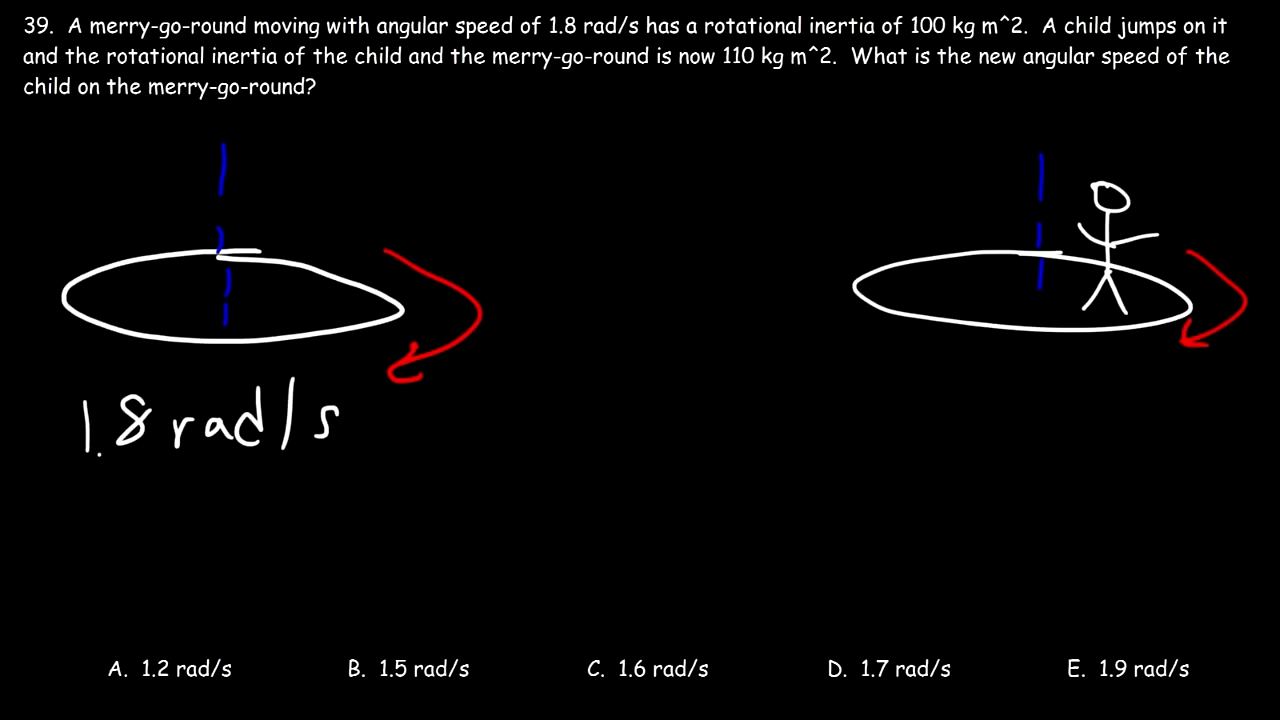 39.  A merry-go-round moving with angular speed of 1.8 rad/s has a rotational inertia of 100 kg m^2.  A child jumps on it
and the rotational inertia of the child and the merry-go-round is now 110 kg m^2.  What is the new angular speed of the
child on the merry-go-round?
1.8 rad/s
A.  1.2 rad/s B.  1.5 rad/s C.  1.6 rad/s D.  1.7 rad/s E.  1.9 rad/s